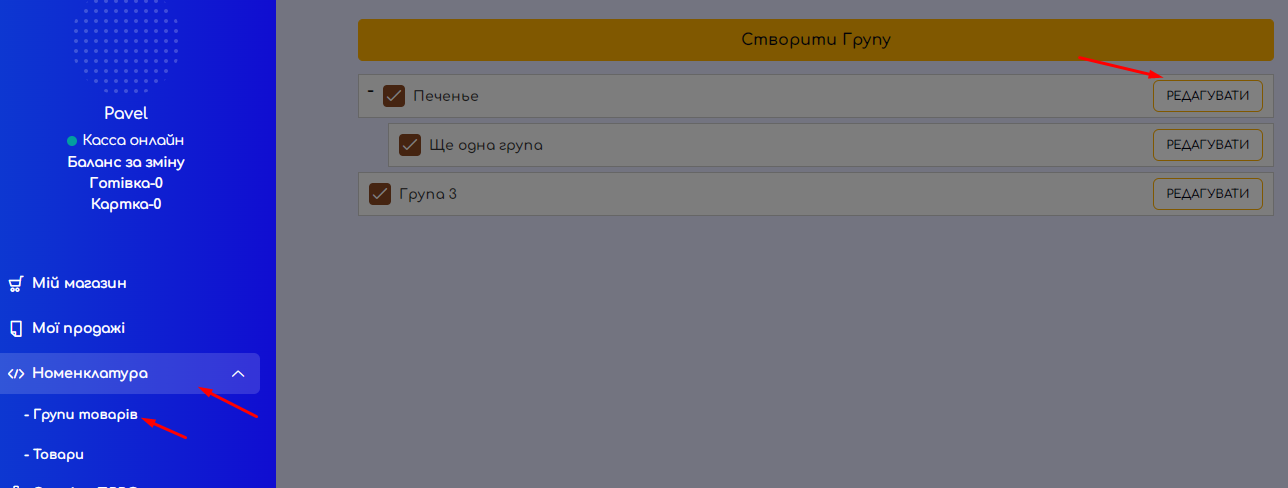 Pavel
Касса онлайн
Баланс за зміну
Готівка-0
Картка-0
Мій магазин
Мої продажі
Номенклатура
- Групи товарів
- Товари
Створити Групу
- Печенье
РЕДАГУВАТИ
Ще одна група
РЕДАГУВАТИ
Група 3
РЕДАГУВАТИ